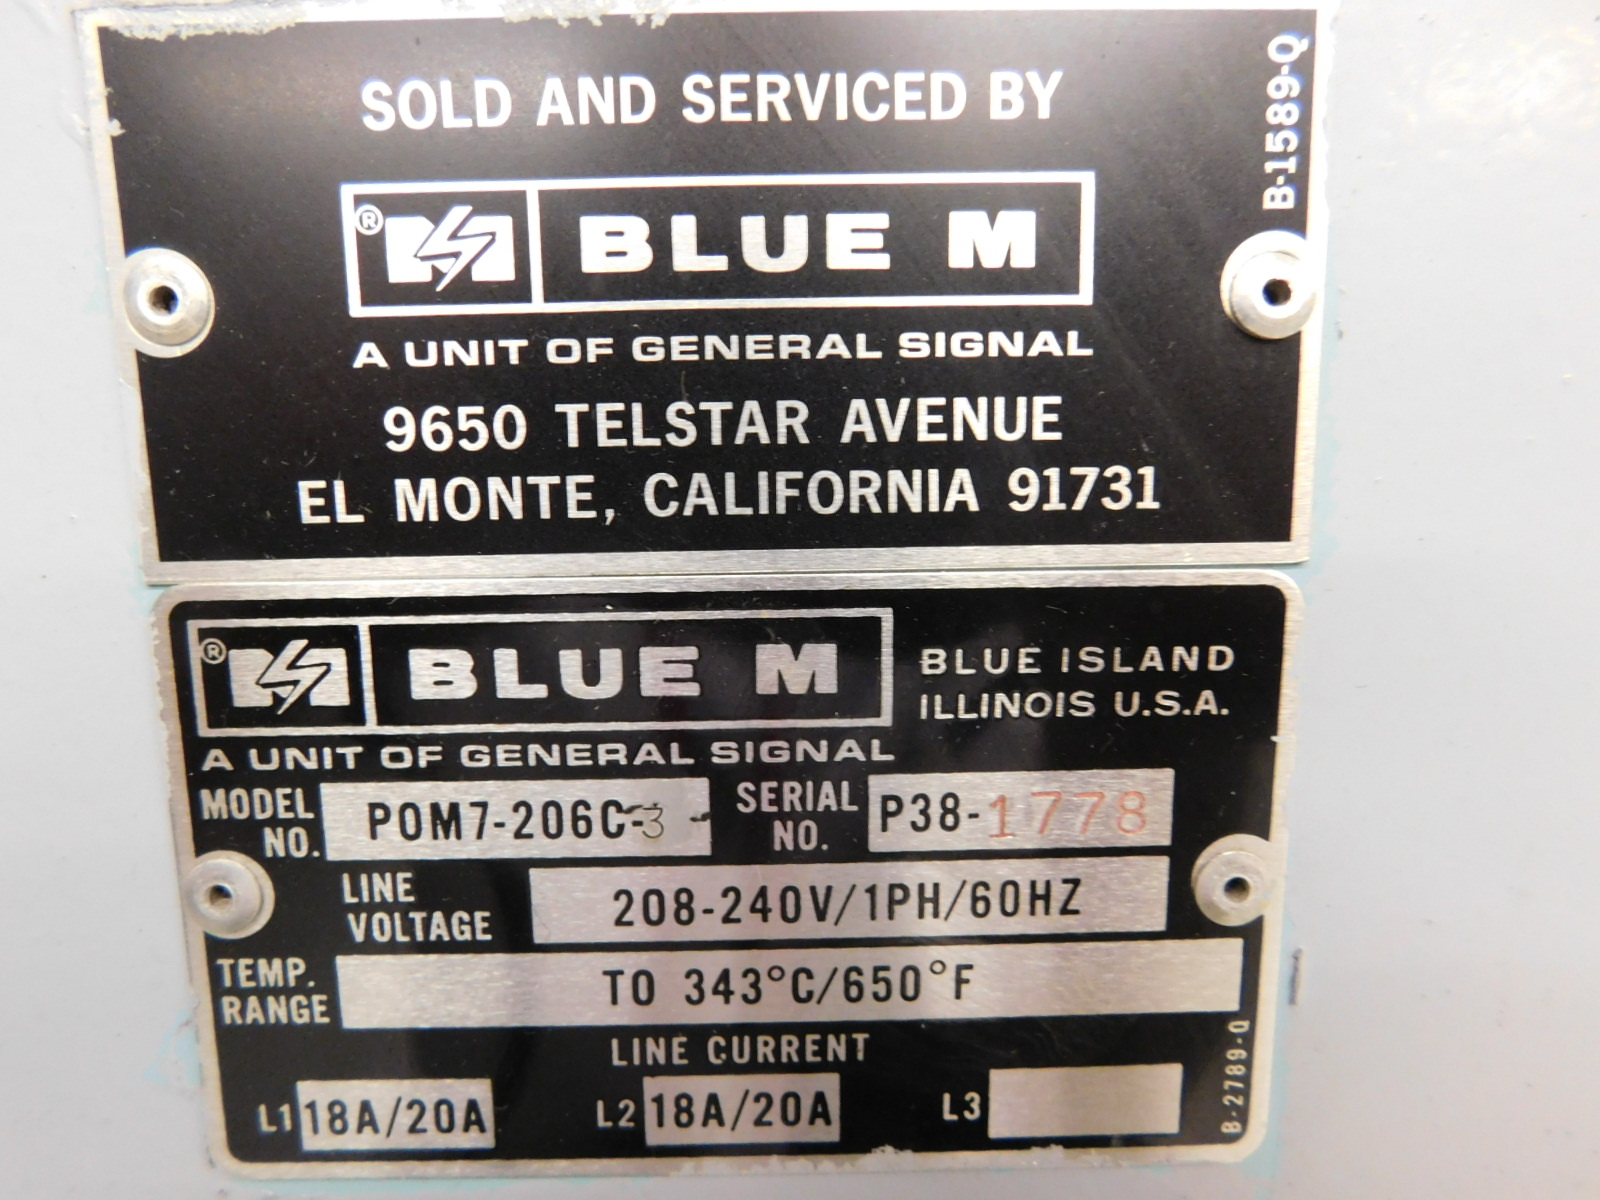 SOLD AND SERVICED BY
B-1589-Q
® BLUE M
A UNIT OF GENERAL SIGNAL
9650 TELSTAR AVENUE
EL MONTE, CALIFORNIA 91731
® BLUE M
BLUE ISLAND
ILLINOIS U.S.A.
A UNIT OF GENERAL SIGNAL
MODEL NO. POM7-206C-3
SERIAL NO. P38-1778
LINE VOLTAGE 208-240V/1PH/60HZ
TEMP. RANGE TO 343°C/650°F
LINE CURRENT
L1 18A/20A L2 18A/20A L3
B-2789-Q